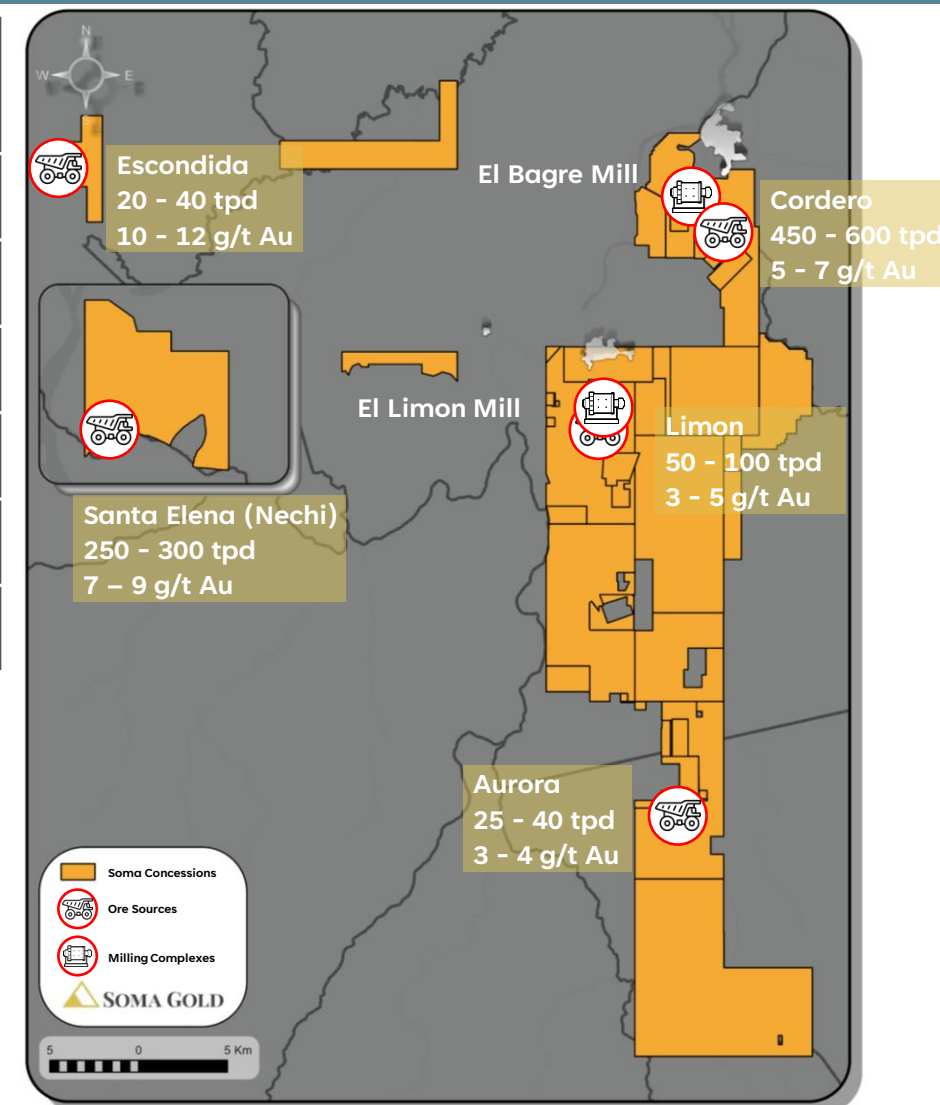 N
W
E
Escondida
20 - 40 tpd
10 - 12 g/t Au
El Bagre Mill
Cordero
450 - 600 tpd
5 - 7 g/t Au
El Limon Mill
Limon
50 - 100 tpd
3 - 5 g/t Au
Santa Elena (Nechi)
250 - 300 tpd
7 – 9 g/t Au
Aurora
25 - 40 tpd
3 - 4 g/t Au
Soma Concessions
Ore Sources
Milling Complexes
SOMA GOLD
5 0 5 Km